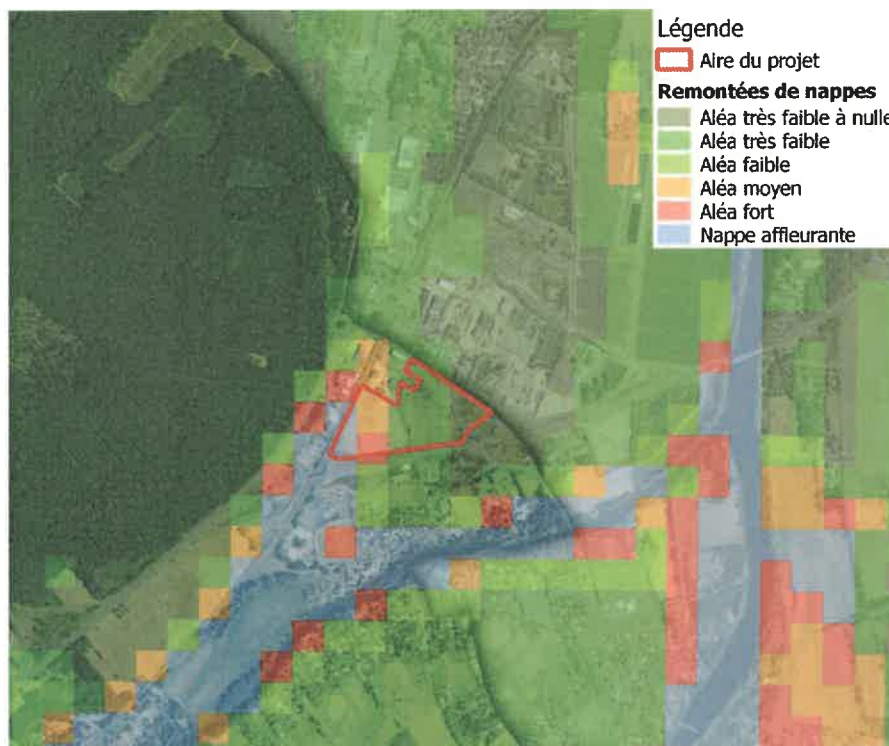 Légende
Aire du projet
Remontées de nappes
Aléa très faible à nulle
Aléa très faible
Aléa faible
Aléa moyen
Aléa fort
Nappe affleurante